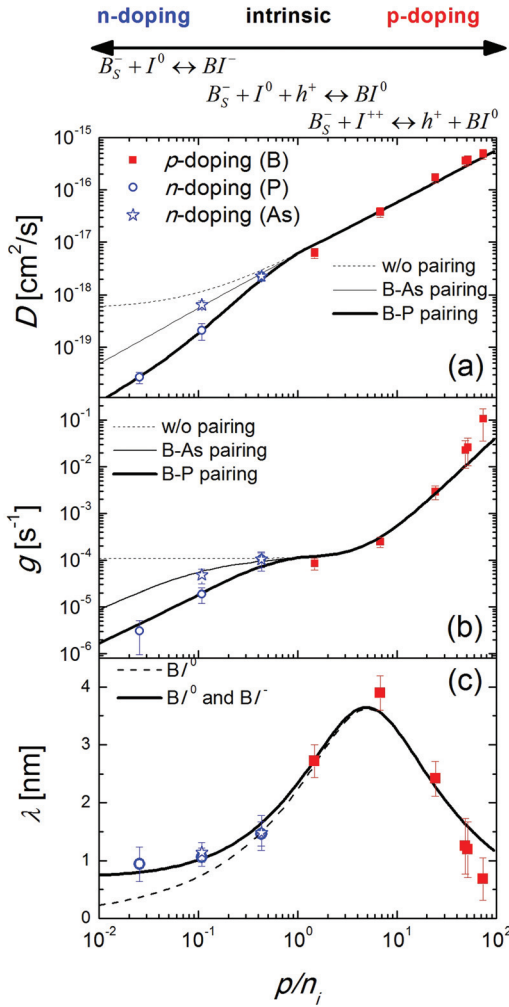 n-doping intrinsic p-doping
B_S^- + I^0 ↔ BI^-
B_S^- + I^0 + h^+ ↔ BI^0
B_S^- + I^{++} ↔ h^+ + BI^0
10^-15
p-doping (B)
n-doping (P)
n-doping (As)
10^-16
10^-17
w/o pairing
B-As pairing
B-P pairing
10^-18
10^-19
D [cm^2/s]
(a)
10^-1
w/o pairing
B-As pairing
B-P pairing
10^-2
10^-3
10^-4
10^-5
10^-6
g [s^-1]
(b)
BI^0
BI^0 and BI^-
(c)
4
3
2
1
0
λ [nm]
10^-2 10^-1 10^0 10^1 10^2
p/n_i